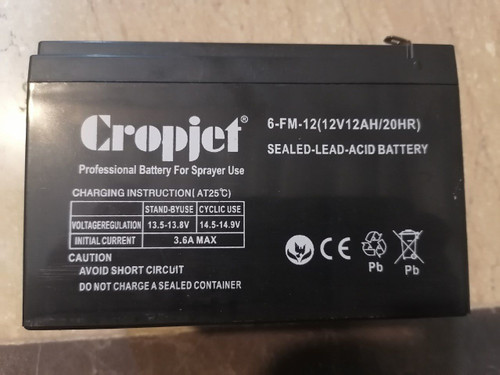 Cropjet®
Professional Battery For Sprayer Use
6-FM-12(12V12AH/20HR)
SEALED-LEAD-ACID BATTERY
CHARGING INSTRUCTION(AT25℃)
STAND-BYUSE CYCLIC USE
VOLTAGEREGULATION 13.5-13.8V 14.5-14.9V
INITIAL CURRENT 3.6A MAX
CAUTION
AVOID SHORT CIRCUIT
DO NOT CHARGE A SEALED CONTAINER
CE
Pb Pb